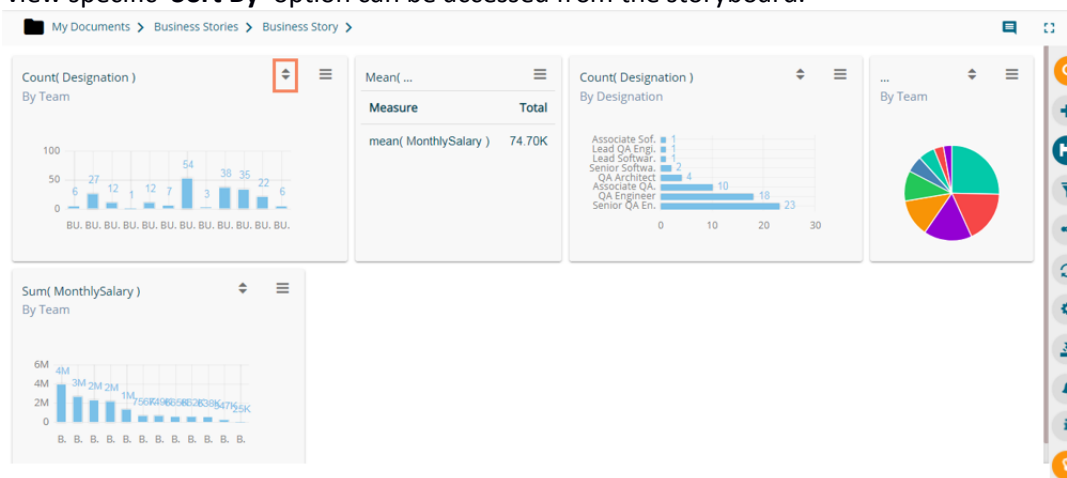 View specific 'Sort By' option can be accessed from the storyboard.
My Documents > Business Stories > Business Story >
Count( Designation )
By Team
100
50
0
6 27 12 1 12 7 54 3 38 35 22 6
BU. BU. BU. BU. BU. BU. BU. BU. BU. BU. BU. BU.
Mean( ...
Measure Total
mean( MonthlySalary ) 74.70K
Count( Designation )
By Designation
Associate Sof. 1
Lead QA Engi. 1
Lead Softwar. 1
Senior Softwa. 2
QA Architect 4
Associate QA. 10
QA Engineer 18
Senior QA En. 23
0 10 20 30
...
By Team
Sum( MonthlySalary )
By Team
6M
4M
2M
0
4M 3M 2M 2M 1M
B. B. B. B. B. B. B. B. B. B. B. B.